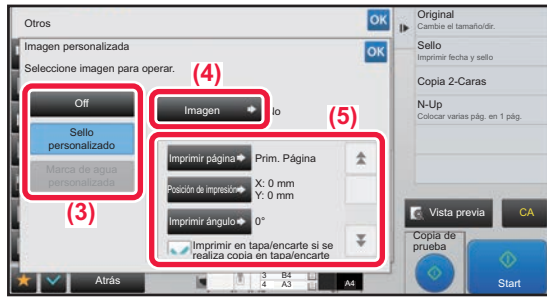 Otros
OK
Imagen personalizada
OK
Seleccione imagen para operar.
(4)
Off
Imagen
No
(5)
Sello
personalizado
Imprimir página
Prim. Página
Marca de agua
personalizada
Posición de impresión
X: 0 mm
Y: 0 mm
(3)
Imprimir ángulo
0°
Imprimir en tapa/encarte si se
realiza copia en tapa/encarte
Atrás
3 B4
4 A3
A4
Original
Cambie el tamaño/dir.
Sello
Imprimir fecha y sello
Copia 2-Caras
N-Up
Colocar varias pág. en 1 pág.
Vista previa
CA
Copia de
prueba
Start